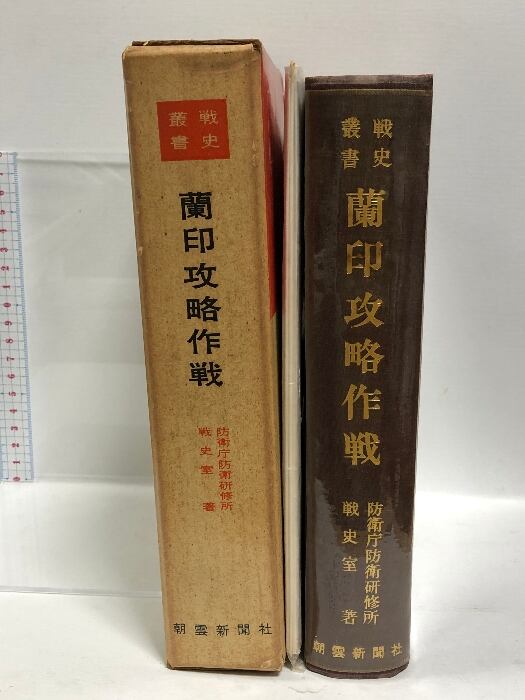 戦史
叢書
蘭印攻略作戦
防衛庁防衛研修所
戦史室 著
朝雲新聞社
戦史
叢書
蘭印攻略作戦
防衛庁防衛研修所
戦史室 著
朝雲新聞社